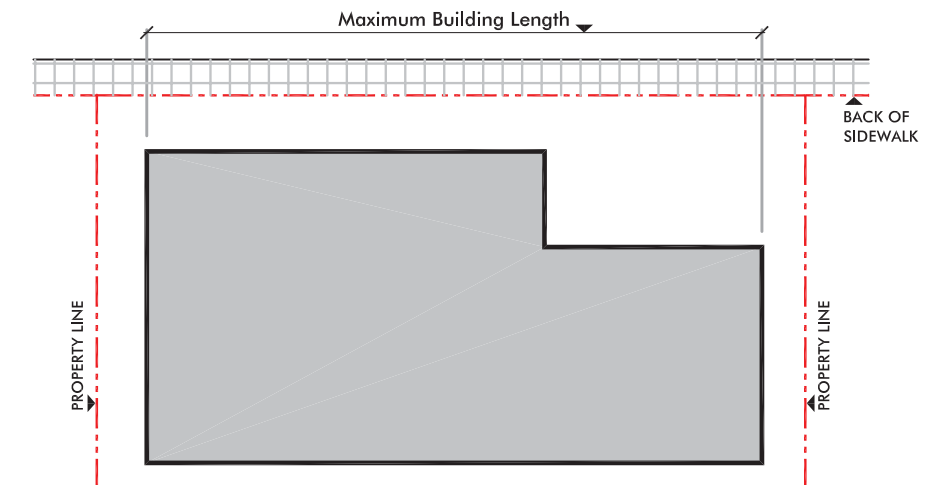 Maximum Building Length
BACK OF
SIDEWALK
PROPERTY LINE
PROPERTY LINE